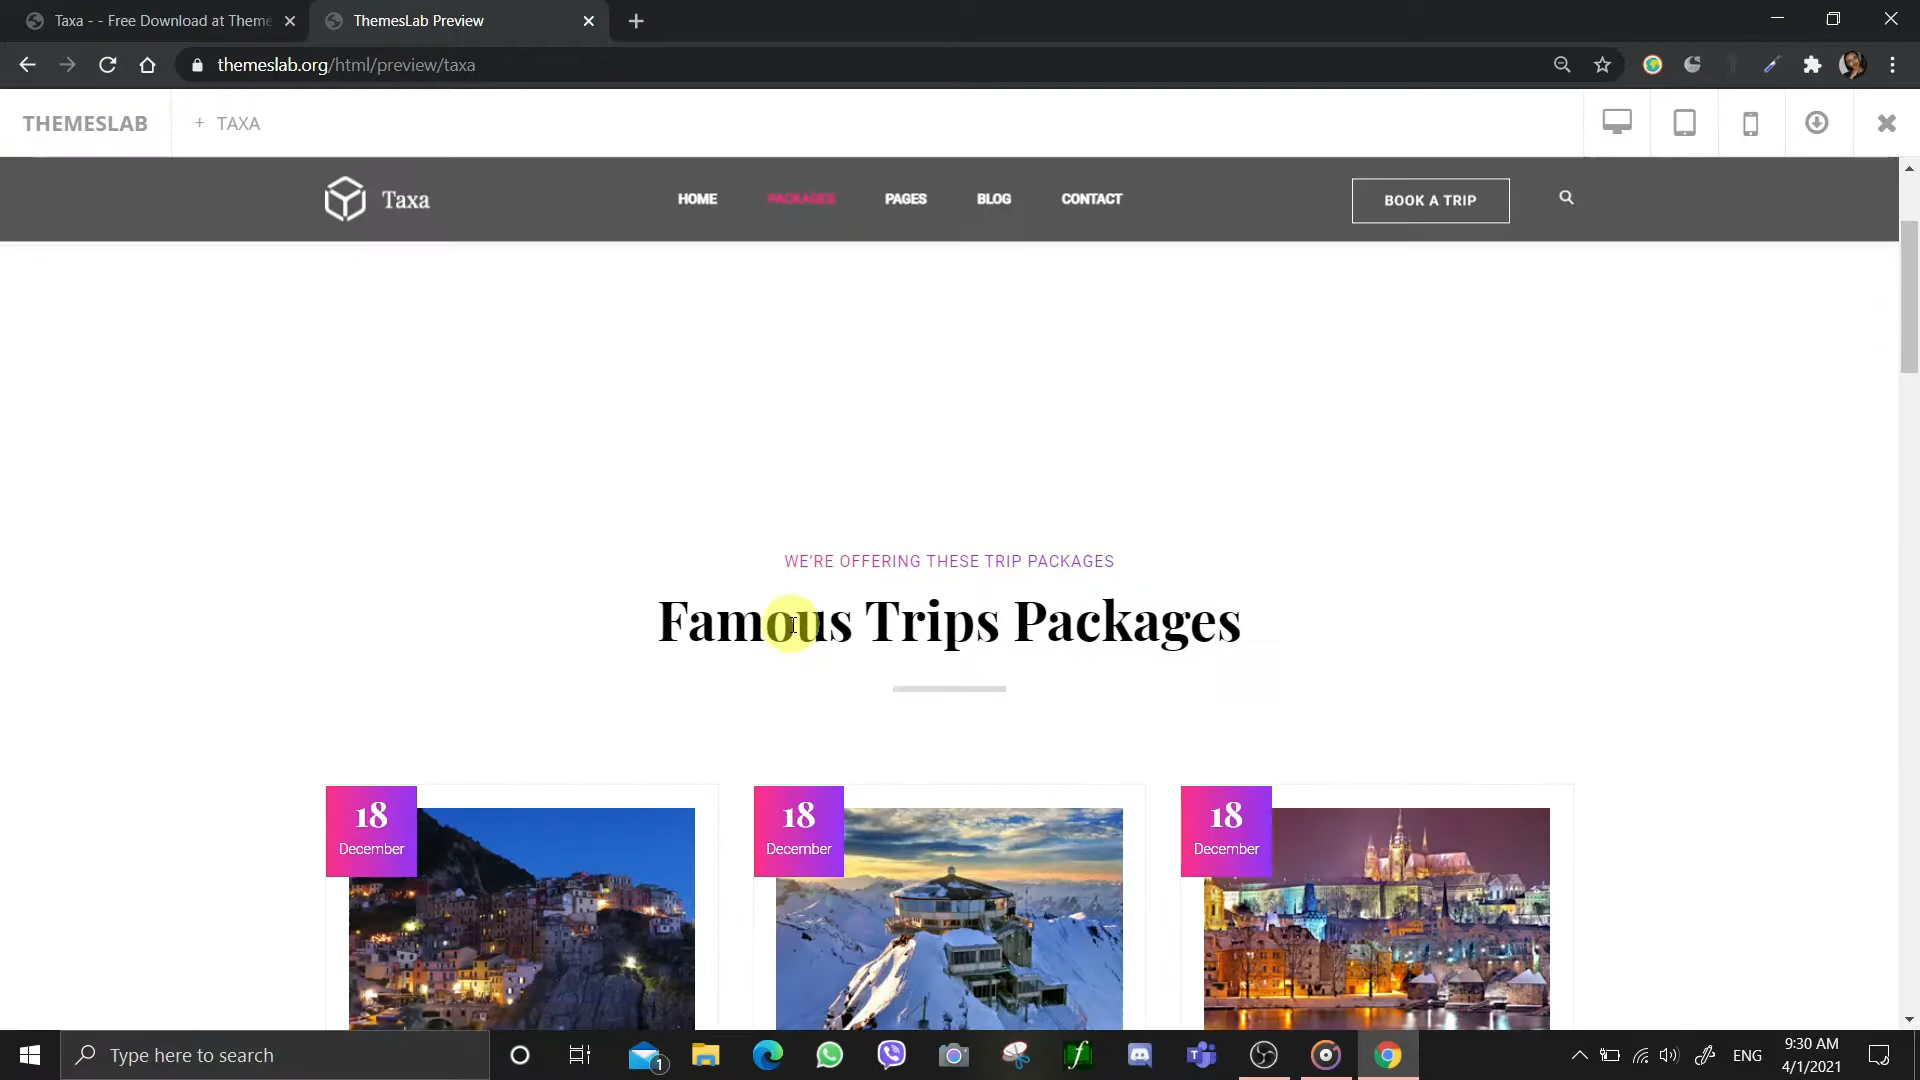 Taxa - - Free Download at Theme
ThemesLab Preview
themeslab.org/html/preview/taxa
THEMESLAB
+ TAXA
Taxa
HOME
PACKAGES
PAGES
BLOG
CONTACT
BOOK A TRIP
WE'RE OFFERING THESE TRIP PACKAGES
Famous Trips Packages
18
December
18
December
18
December
Type here to search
1
ENG
9:30 AM
4/1/2021